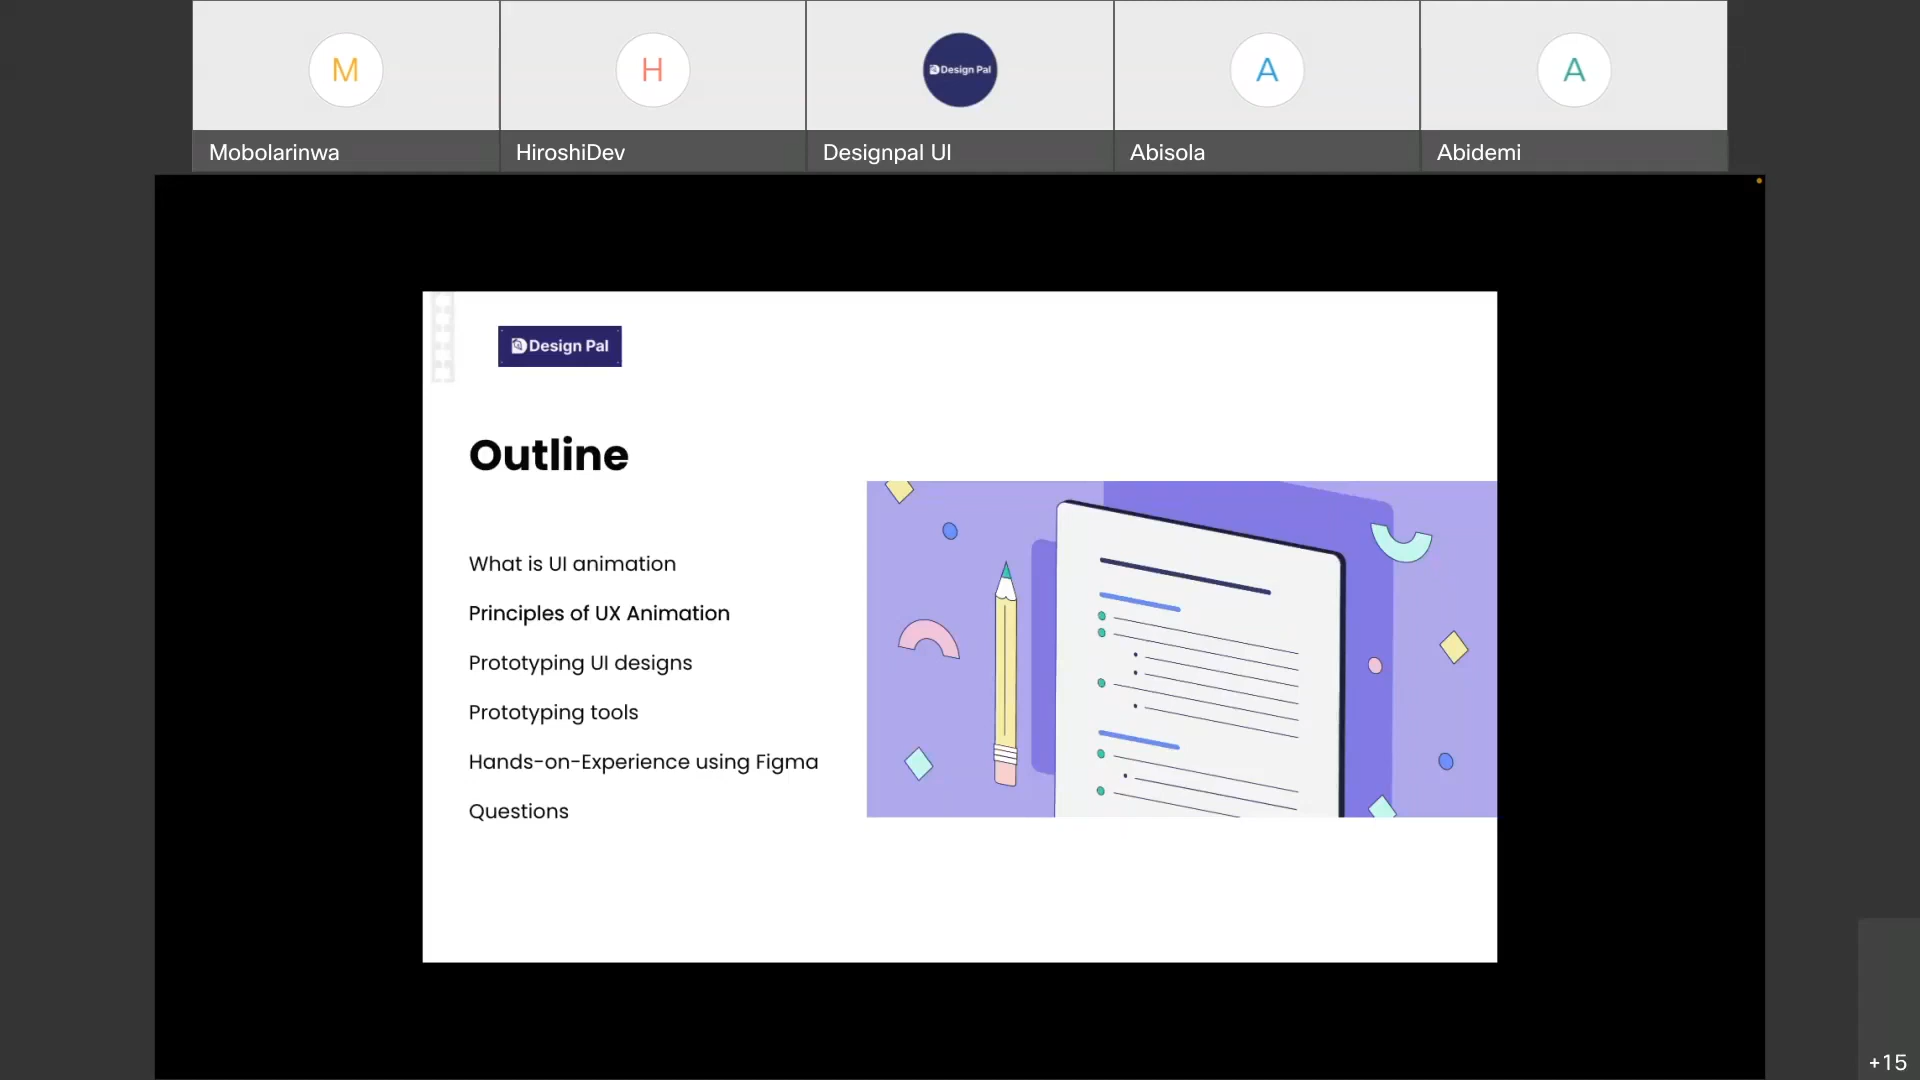 M
H
Design Pal
A
A
Mobolarinwa
HiroshiDev
Designpal UI
Abisola
Abidemi
Design Pal
Outline
What is UI animation
Principles of UX Animation
Prototyping UI designs
Prototyping tools
Hands-on-Experience using Figma
Questions
+15